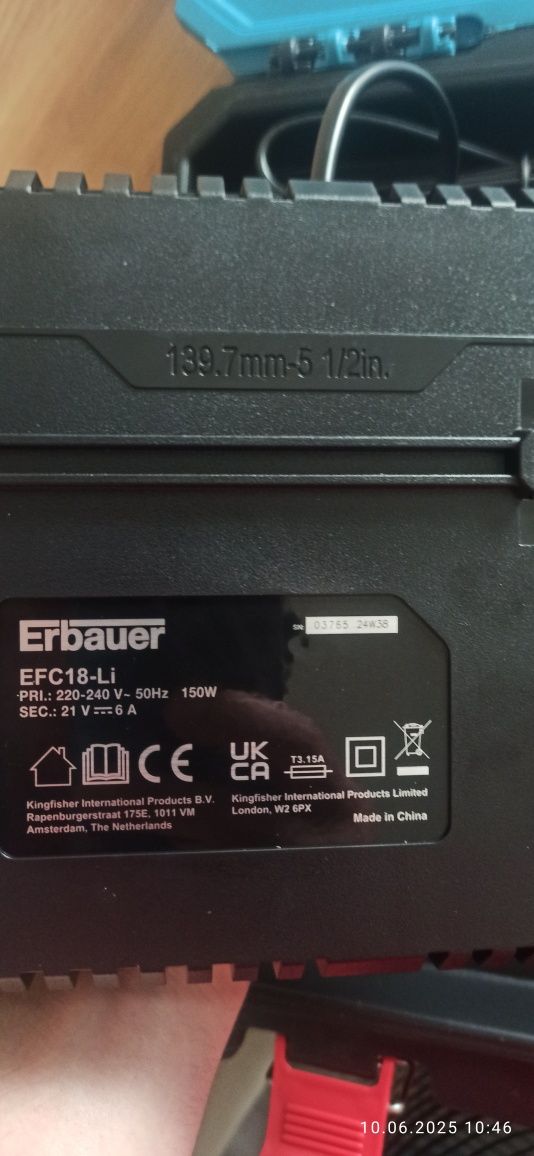 139.7mm-5 1/2in.
Erbauer
SN: 03765 24W38
EFC18-Li
PRI.: 220-240 V~ 50Hz 150W
SEC.: 21 V⎓6 A
CE
UK
CA
T3.15A
Kingfisher International Products B.V.
Rapenburgerstraat 175E, 1011 VM
Amsterdam, The Netherlands
Kingfisher International Products Limited
London, W2 6PX
Made in China
10.06.2025 10:46